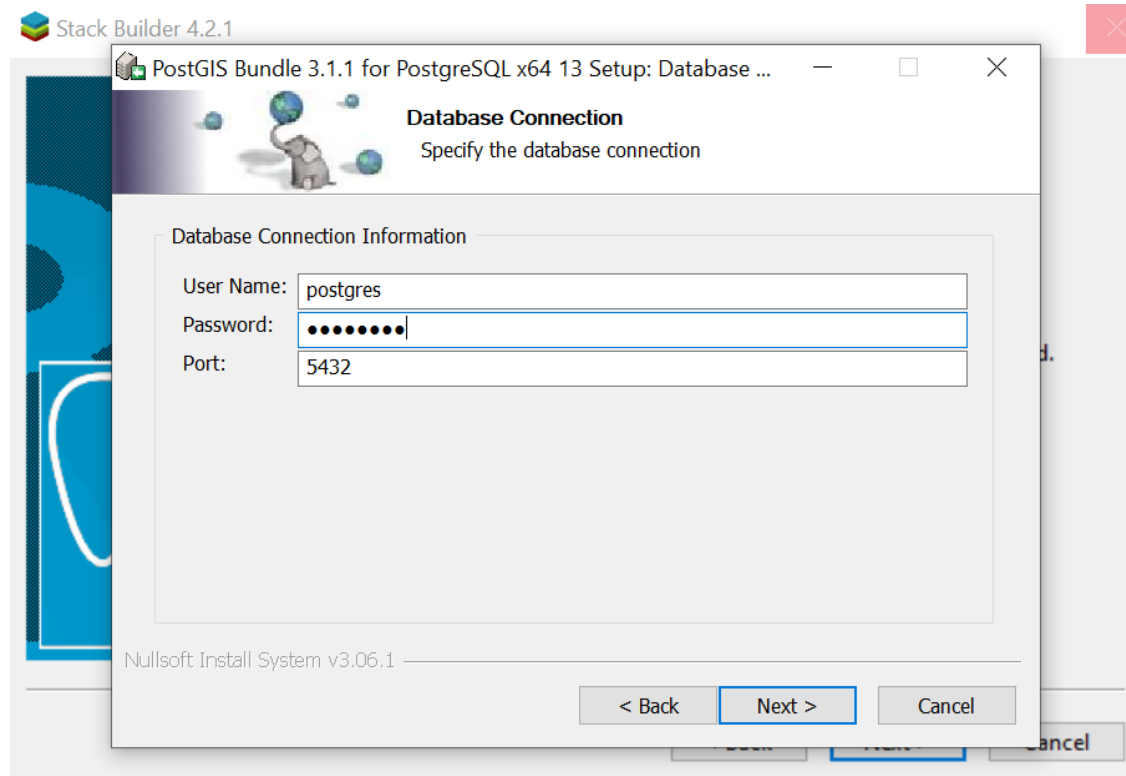 Stack Builder 4.2.1
PostGIS Bundle 3.1.1 for PostgreSQL x64 13 Setup: Database ...
Database Connection
Specify the database connection
Database Connection Information
User Name: postgres
Password: ●●●●●●●●
Port: 5432
d.
Nullsoft Install System v3.06.1
< Back Next > Cancel
Cancel